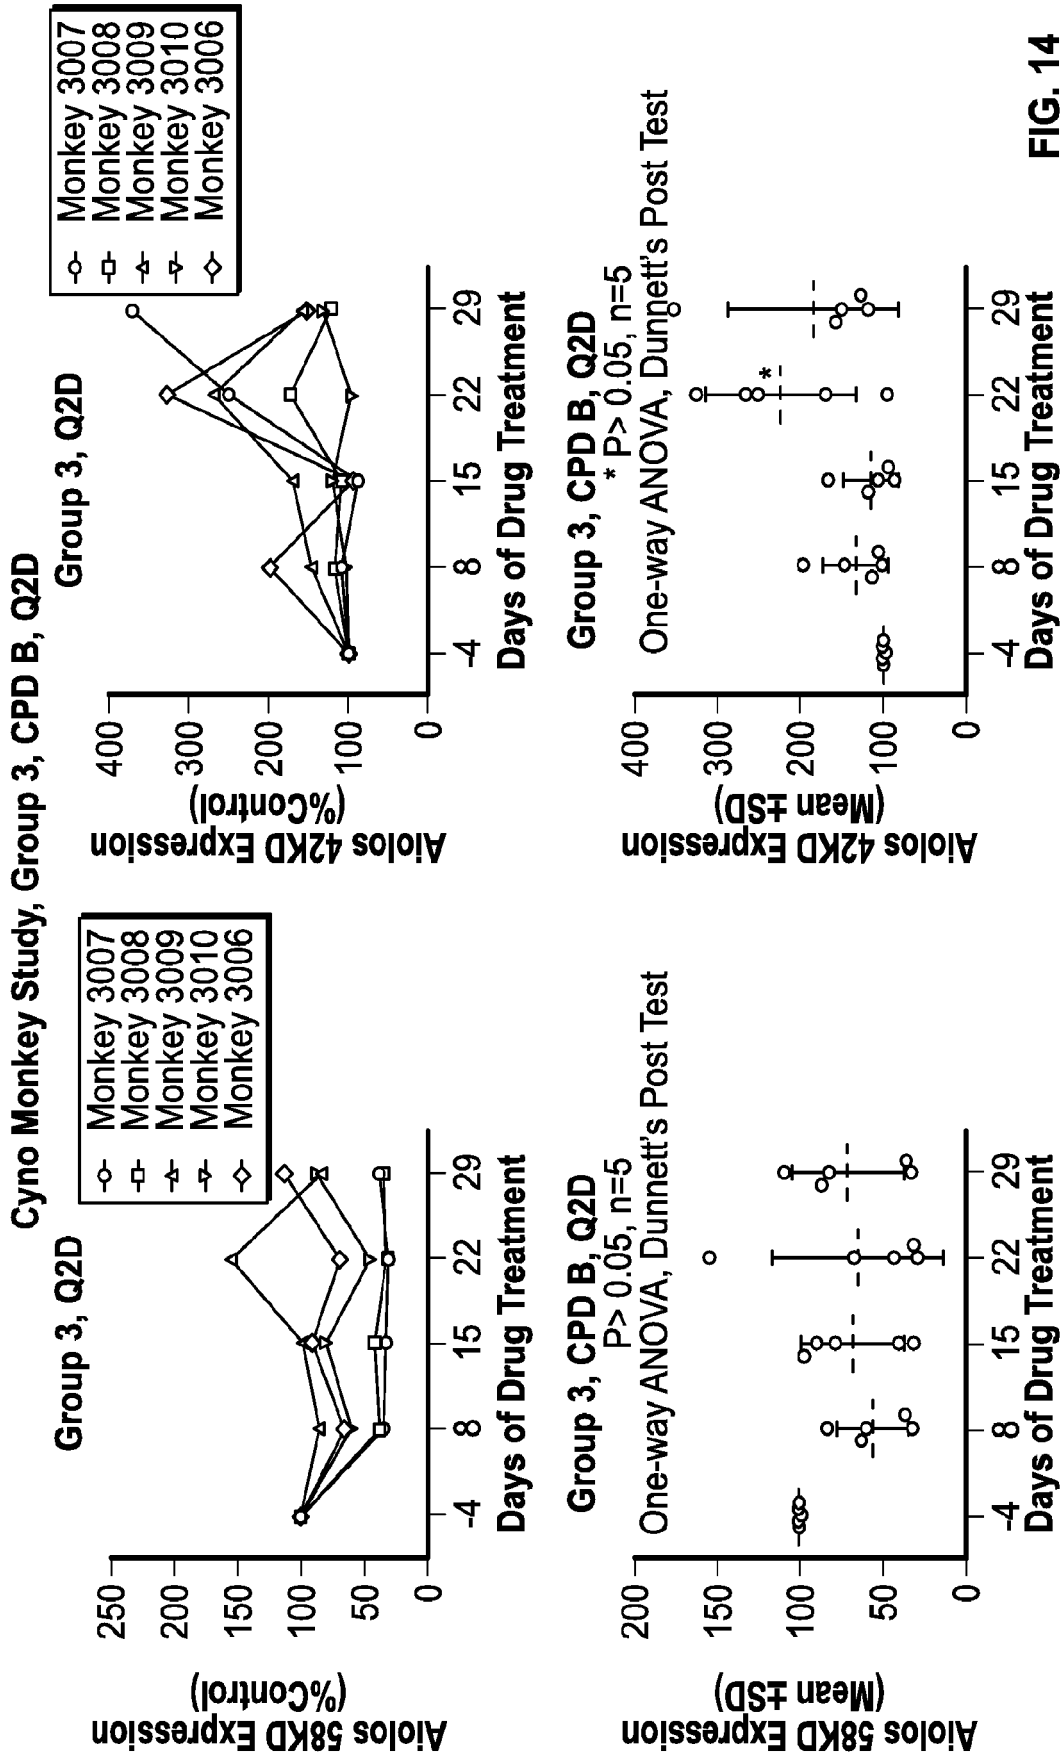 Cyno Monkey Study, Group 3, CPD B, Q2D
Group 3, Q2D
Monkey 3007
Monkey 3008
Monkey 3009
Monkey 3010
Monkey 3006
Aiolos 58KD Expression
(%Control)
250
200
150
100
50
0
-4 8 15 22 29
Days of Drug Treatment
Group 3, Q2D
Monkey 3007
Monkey 3008
Monkey 3009
Monkey 3010
Monkey 3006
Aiolos 42KD Expression
(%Control)
400
300
200
100
0
-4 8 15 22 29
Days of Drug Treatment
Group 3, CPD B, Q2D
P> 0.05, n=5
One-way ANOVA, Dunnett's Post Test
Aiolos 58KD Expression
(Mean ±SD)
200
150
100
50
0
-4 8 15 22 29
Days of Drug Treatment
Group 3, CPD B, Q2D
* P> 0.05, n=5
One-way ANOVA, Dunnett's Post Test
Aiolos 42KD Expression
(Mean ±SD)
400
300
200
100
0
*
-4 8 15 22 29
Days of Drug Treatment
FIG. 14